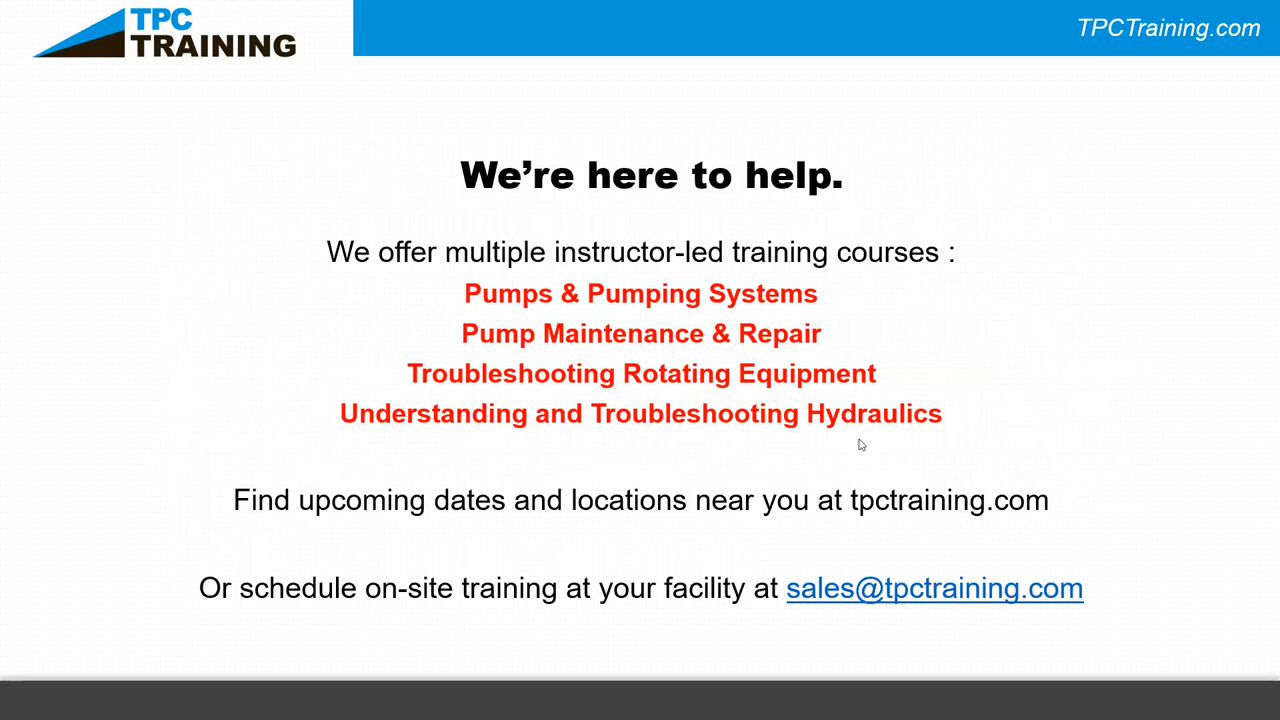 TPC
TRAINING
TPCTraining.com
We’re here to help.
We offer multiple instructor-led training courses :
Pumps & Pumping Systems
Pump Maintenance & Repair
Troubleshooting Rotating Equipment
Understanding and Troubleshooting Hydraulics
Find upcoming dates and locations near you at tpctraining.com
Or schedule on-site training at your facility at sales@tpctraining.com